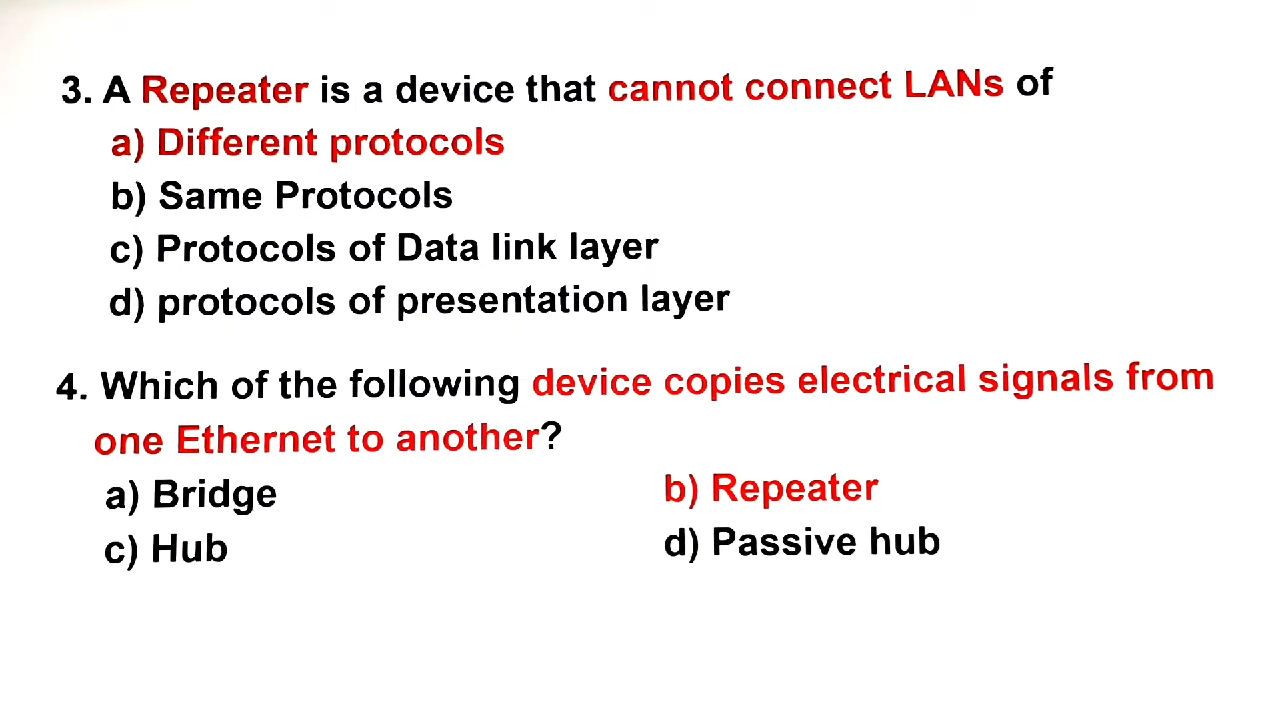 3. A Repeater is a device that cannot connect LANs of
a) Different protocols
b) Same Protocols
c) Protocols of Data link layer
d) protocols of presentation layer
4. Which of the following device copies electrical signals from
one Ethernet to another?
a) Bridge
b) Repeater
c) Hub
d) Passive hub